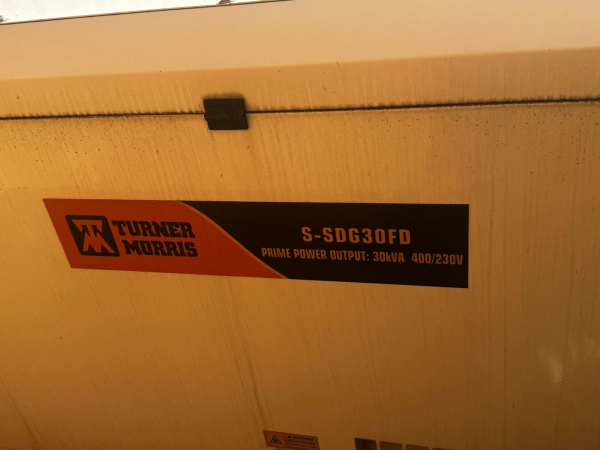 TURNER
MORRIS
S-SDG30FD
PRIME POWER OUTPUT: 30kVA 400/230V